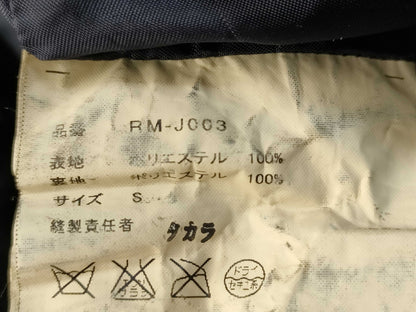 品番 RM-J003
表地 ポリエステル 100%
裏地 ポリエステル 100%
サイズ S
縫製責任者 タカラ
ドライ
セキユ系